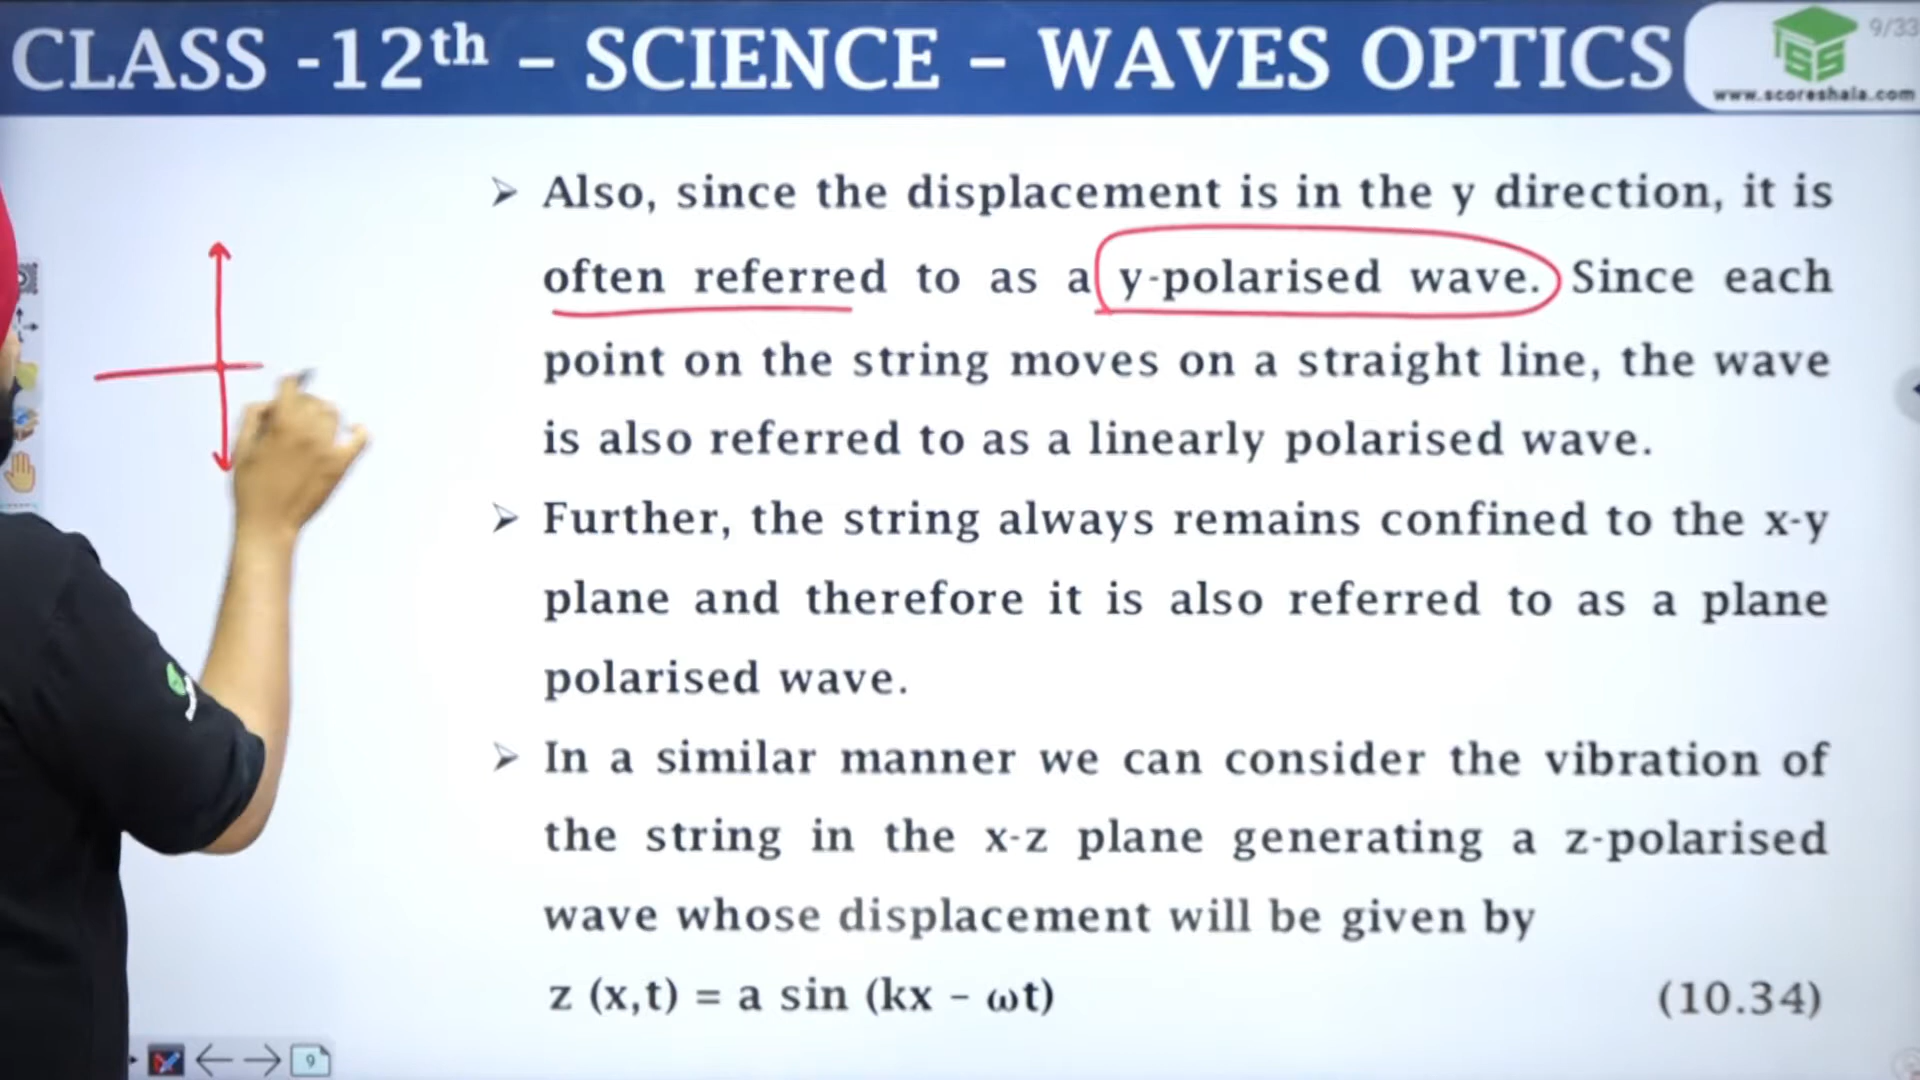 CLASS -12th – SCIENCE – WAVES OPTICS
9/33
www.scoreshala.com
➢ Also, since the displacement is in the y direction, it is
often referred to as a y-polarised wave. Since each
point on the string moves on a straight line, the wave
is also referred to as a linearly polarised wave.
➢ Further, the string always remains confined to the x-y
plane and therefore it is also referred to as a plane
polarised wave.
➢ In a similar manner we can consider the vibration of
the string in the x-z plane generating a z-polarised
wave whose displacement will be given by
z (x,t) = a sin (kx – ωt) (10.34)
9